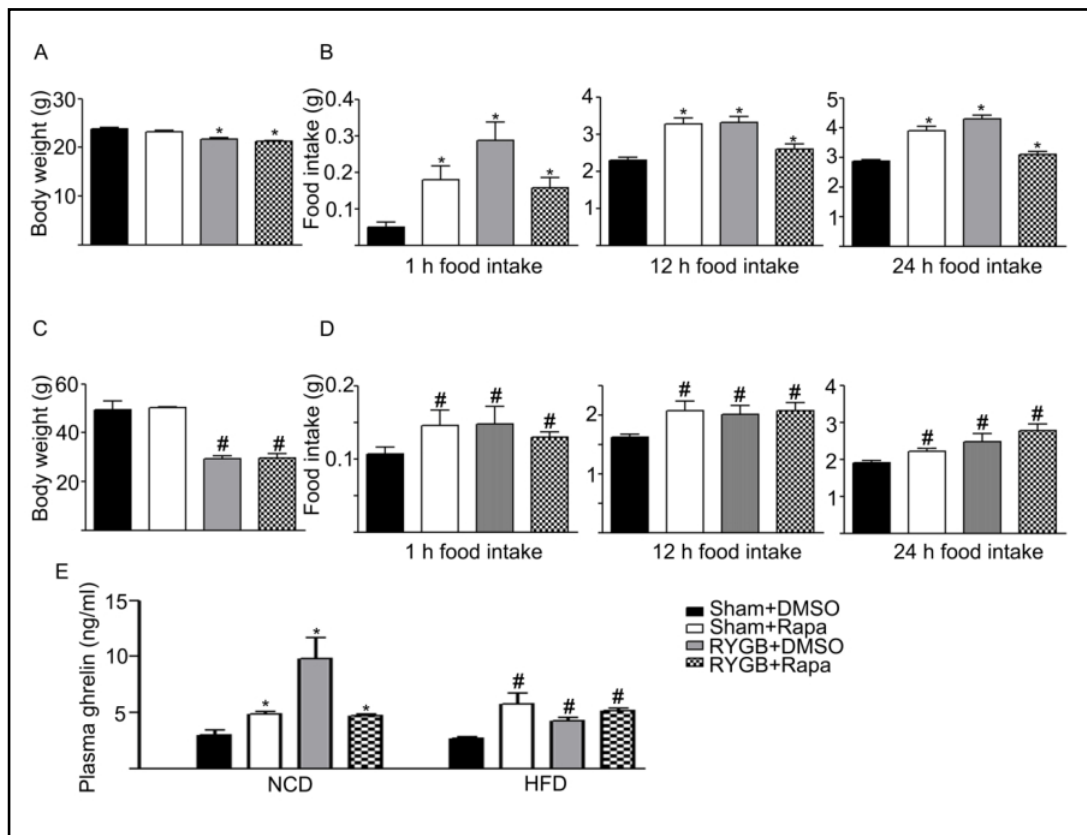 A
Body weight (g)
30
20
10
*
*
B
Food intake (g)
0.4
0.3
0.2
0.1
*
*
*
1 h food intake
4
3
2
1
*
*
*
12 h food intake
5
4
3
2
1
*
*
*
24 h food intake
C
Body weight (g)
60
40
20
#
#
D
Food intake (g)
0.2
0.1
#
#
#
1 h food intake
2
1
#
#
#
12 h food intake
4
3
2
1
#
#
#
24 h food intake
E
Plasma ghrelin (ng/ml)
15
10
5
*
*
*
#
#
#
NCD
HFD
Sham+DMSO
Sham+Rapa
RYGB+DMSO
RYGB+Rapa